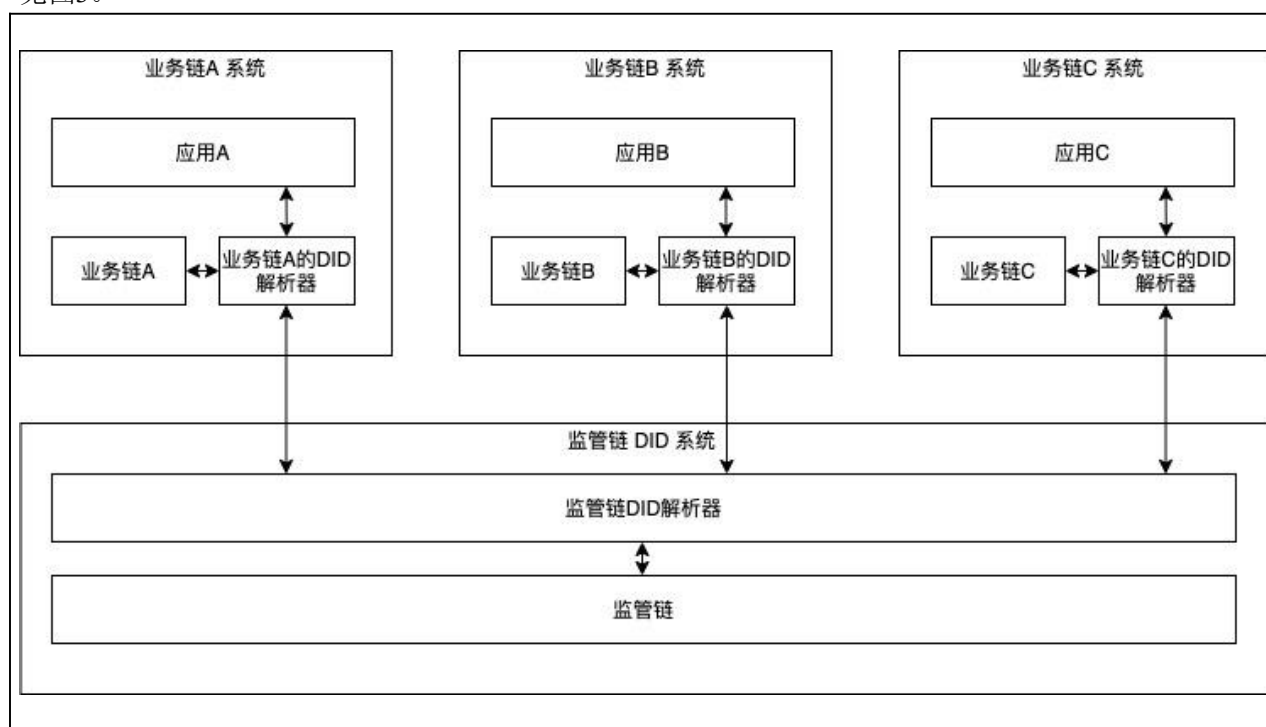 见图3。
业务链A 系统
业务链B 系统
业务链C 系统
应用A
应用B
应用C
业务链A
业务链A的DID
解析器
业务链B
业务链B的DID
解析器
业务链C
业务链C的DID
解析器
监管链 DID 系统
监管链DID解析器
监管链